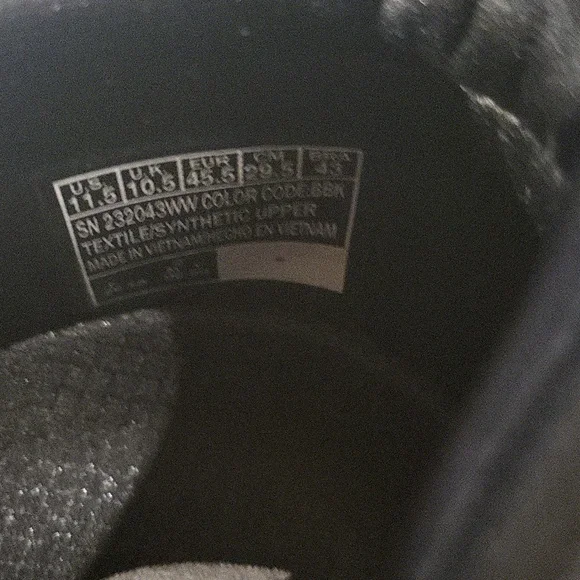 U.S. U.K. EUR CM BRA
11.5 10.5 45.5 29.5 43
SN 232043WW COLOR CODE:BBK
TEXTILE/SYNTHETIC UPPER
MADE IN VIETNAM/HECHO EN VIETNAM